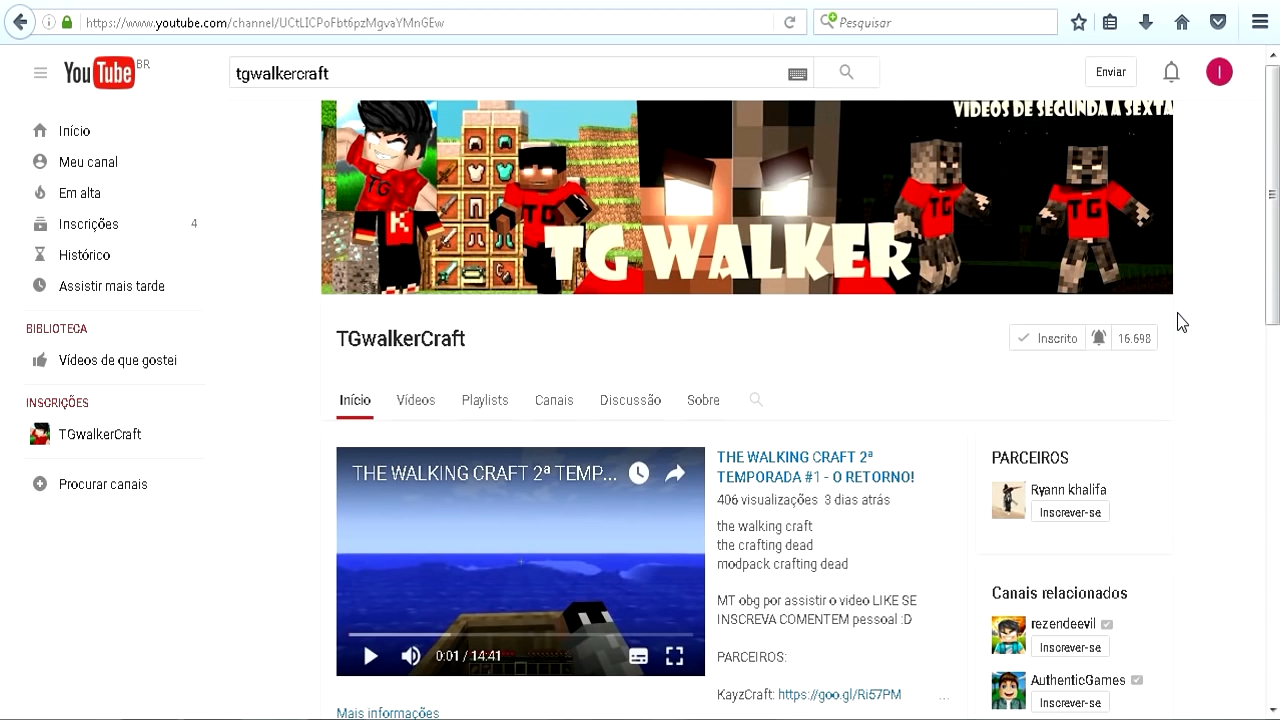 https://www.youtube.com/channel/UCtLICPoFbt6pzMgvaYMnGEw
Pesquisar
YouTube BR
tgwalkercraft
Enviar
I
Início
Meu canal
Em alta
Inscrições 4
Histórico
Assistir mais tarde
BIBLIOTECA
Vídeos de que gostei
INSCRIÇÕES
TGwalkerCraft
Procurar canais
VIDEOS DE SEGUNDA A SEXTA
TG
K
TG
TG
TG
TG WALKER
TGwalkerCraft
Inscrito 16.698
Início Vídeos Playlists Canais Discussão Sobre
THE WALKING CRAFT 2ª TEMP...
0:01 / 14:41
THE WALKING CRAFT 2ª
TEMPORADA #1 - O RETORNO!
406 visualizações 3 dias atrás
the walking craft
the crafting dead
modpack crafting dead
MT obg por assistir o video LIKE SE
INSCREVA COMENTEM pessoal :D
PARCEIROS:
KayzCraft: https://goo.gl/Ri57PM ...
Mais informações
PARCEIROS
Ryann khalifa
Inscrever-se
Canais relacionados
rezendeevil
Inscrever-se
AuthenticGames
Inscrever-se